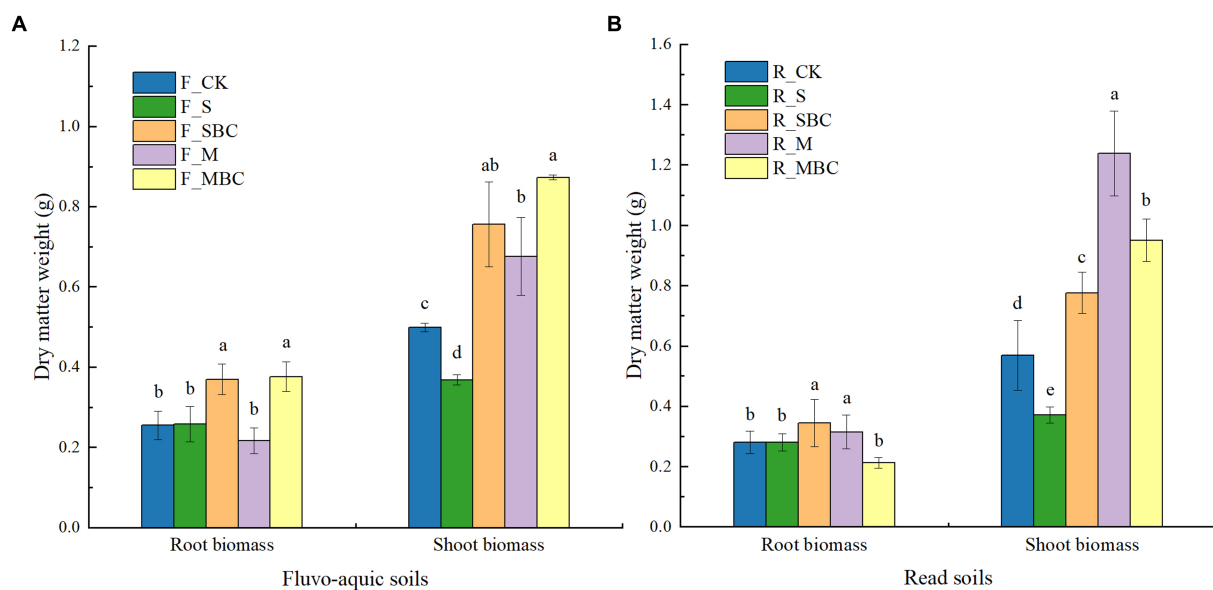 A
Dry matter weight (g)
1.2
1.0
0.8
0.6
0.4
0.2
0.0
F_CK
F_S
F_SBC
F_M
F_MBC
b
b
a
b
a
c
d
ab
b
a
Root biomass
Shoot biomass
Fluvo-aquic soils
B
Dry matter weight (g)
1.6
1.4
1.2
1.0
0.8
0.6
0.4
0.2
0.0
R_CK
R_S
R_SBC
R_M
R_MBC
b
b
a
a
b
d
e
c
a
b
Root biomass
Shoot biomass
Read soils